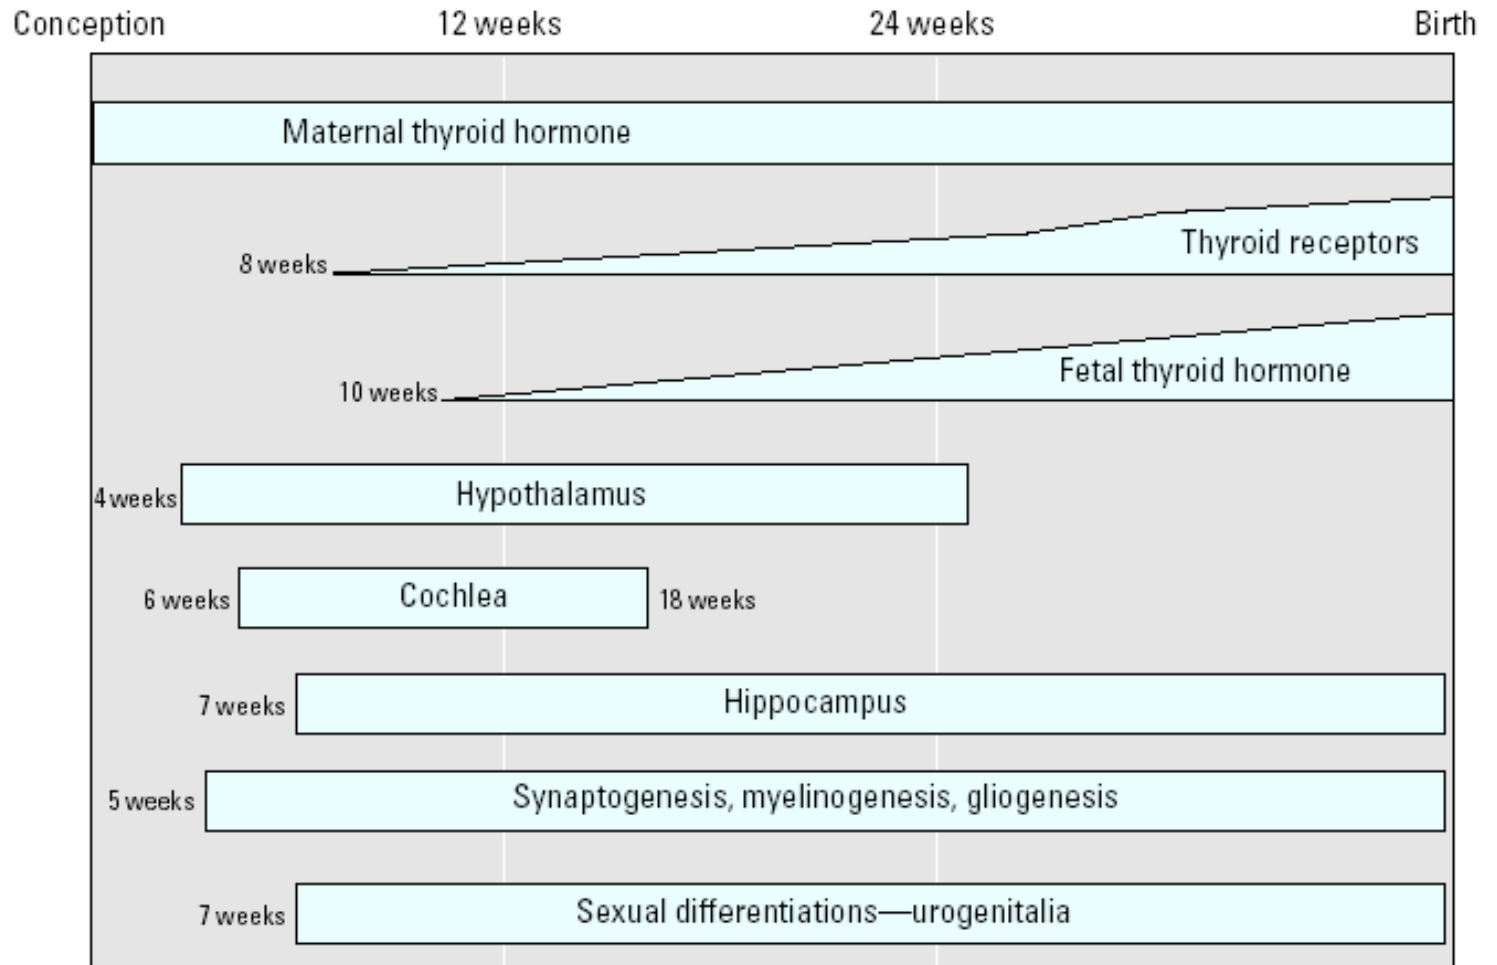 Conception 12 weeks 24 weeks Birth
Maternal thyroid hormone
Thyroid receptors
8 weeks
Fetal thyroid hormone
10 weeks
4 weeks Hypothalamus
6 weeks Cochlea 18 weeks
7 weeks Hippocampus
5 weeks Synaptogenesis, myelinogenesis, gliogenesis
7 weeks Sexual differentiations—urogenitalia